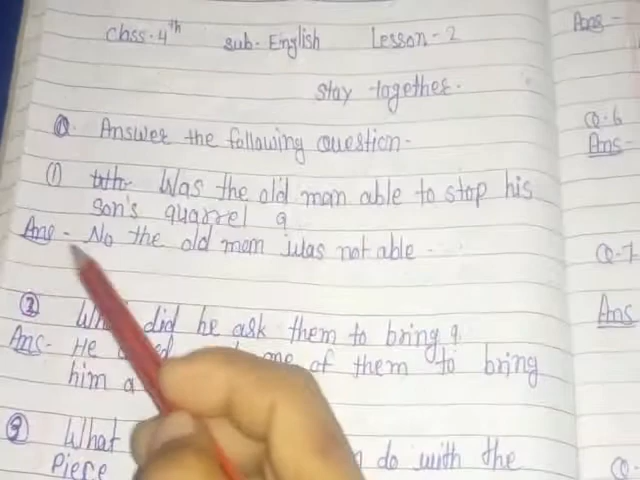 Class-4th Sub-English Lesson-2
Stay together.
Q. Answer the following question-
① Was the old man able to stop his
son's quarrel ?
Ans - No the old man was not able
② What did he ask them to bring ?
Ans- He one of them to bring
him a
③ What do with the
Piece
Ans-
Q-6
Ans-
Q-7
Ans
Q-